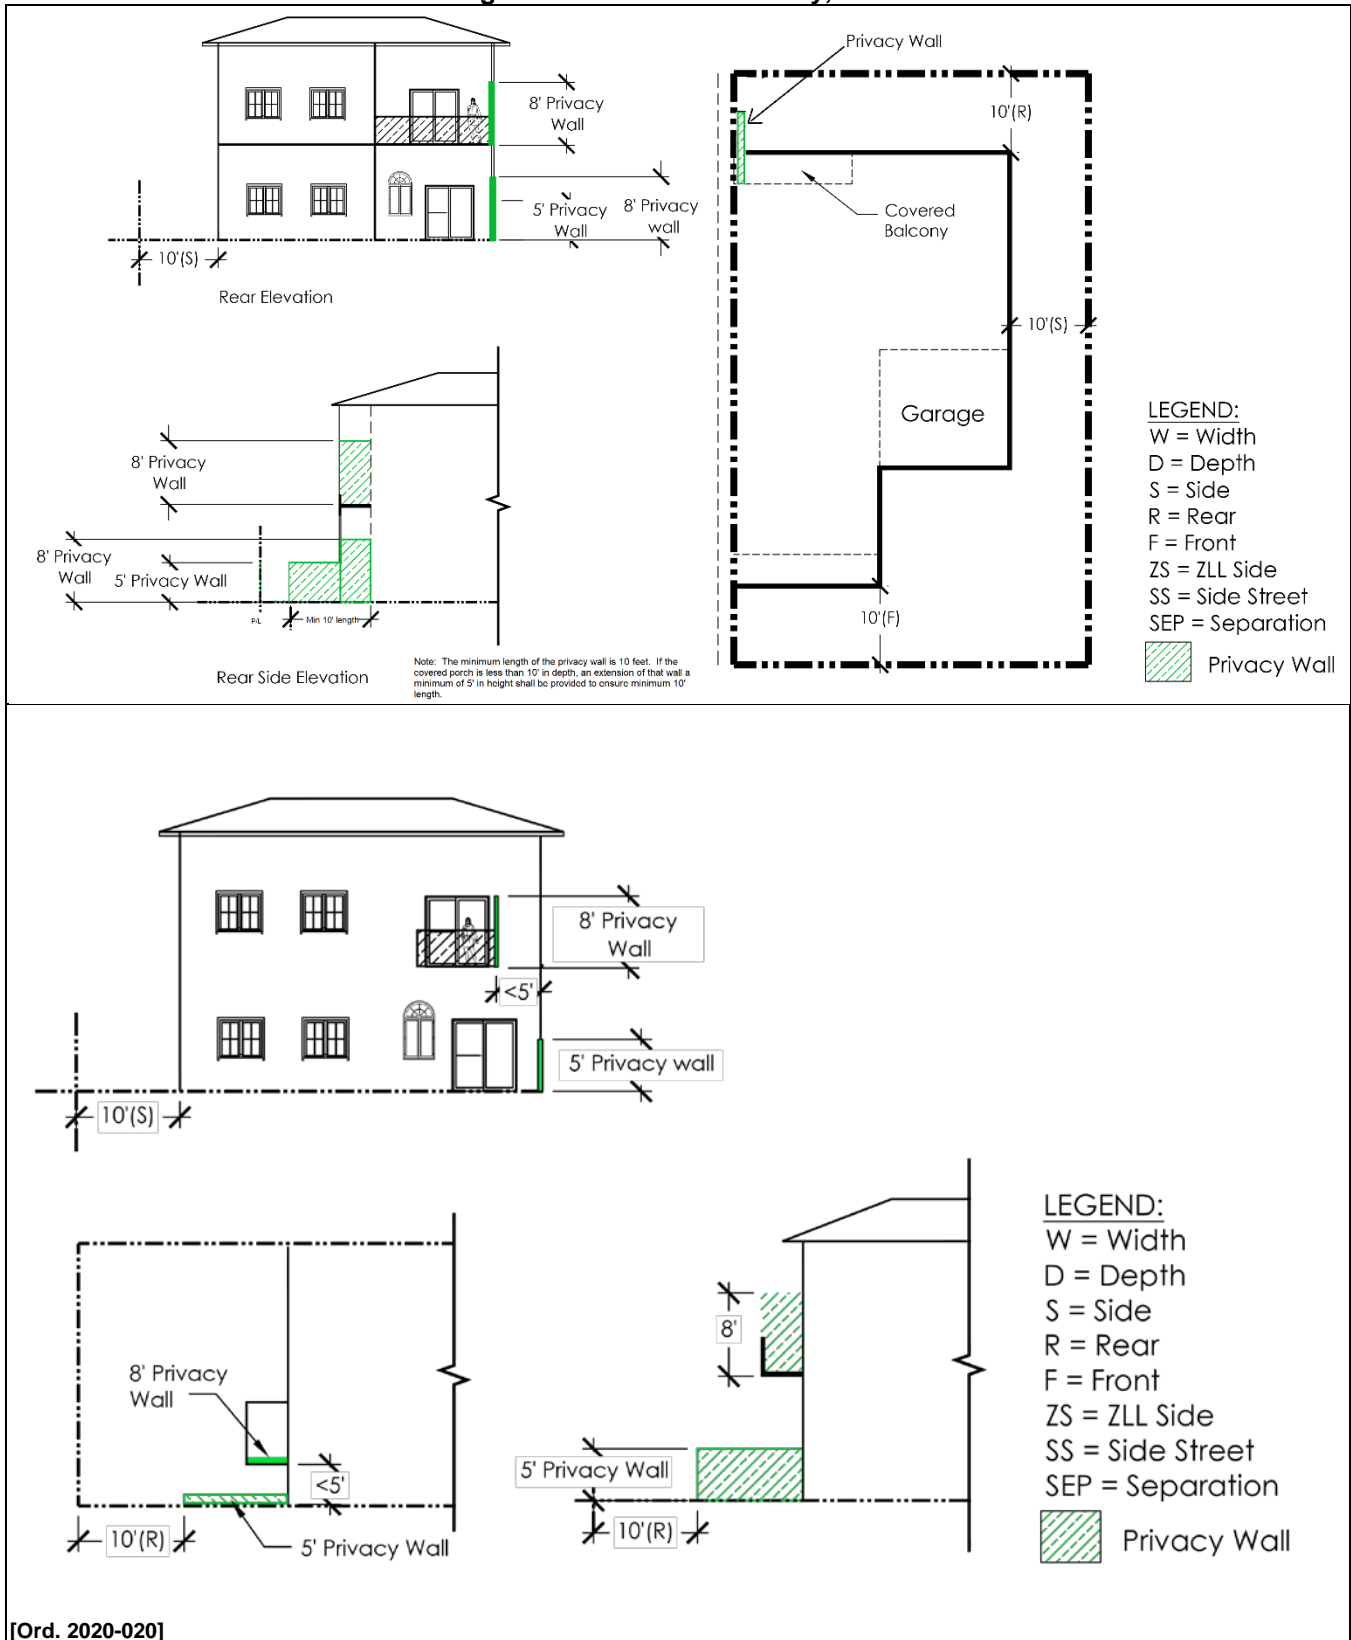 8' Privacy
Wall
5' Privacy
Wall
8' Privacy
wall
10'(S)
Rear Elevation
Privacy Wall
10'(R)
Covered
Balcony
10'(S)
Garage
10'(F)
LEGEND:
W = Width
D = Depth
S = Side
R = Rear
F = Front
ZS = ZLL Side
SS = Side Street
SEP = Separation
Privacy Wall
8' Privacy
Wall
8' Privacy
Wall
5' Privacy Wall
P/L
Min 10' length
Rear Side Elevation
Note: The minimum length of the privacy wall is 10 feet. If the
covered porch is less than 10' in depth, an extension of that wall a
minimum of 5' in height shall be provided to ensure minimum 10'
length.
8' Privacy
Wall
<5'
5' Privacy wall
10'(S)
8' Privacy
Wall
<5'
10'(R)
5' Privacy Wall
8'
5' Privacy Wall
10'(R)
LEGEND:
W = Width
D = Depth
S = Side
R = Rear
F = Front
ZS = ZLL Side
SS = Side Street
SEP = Separation
Privacy Wall
[Ord. 2020-020]